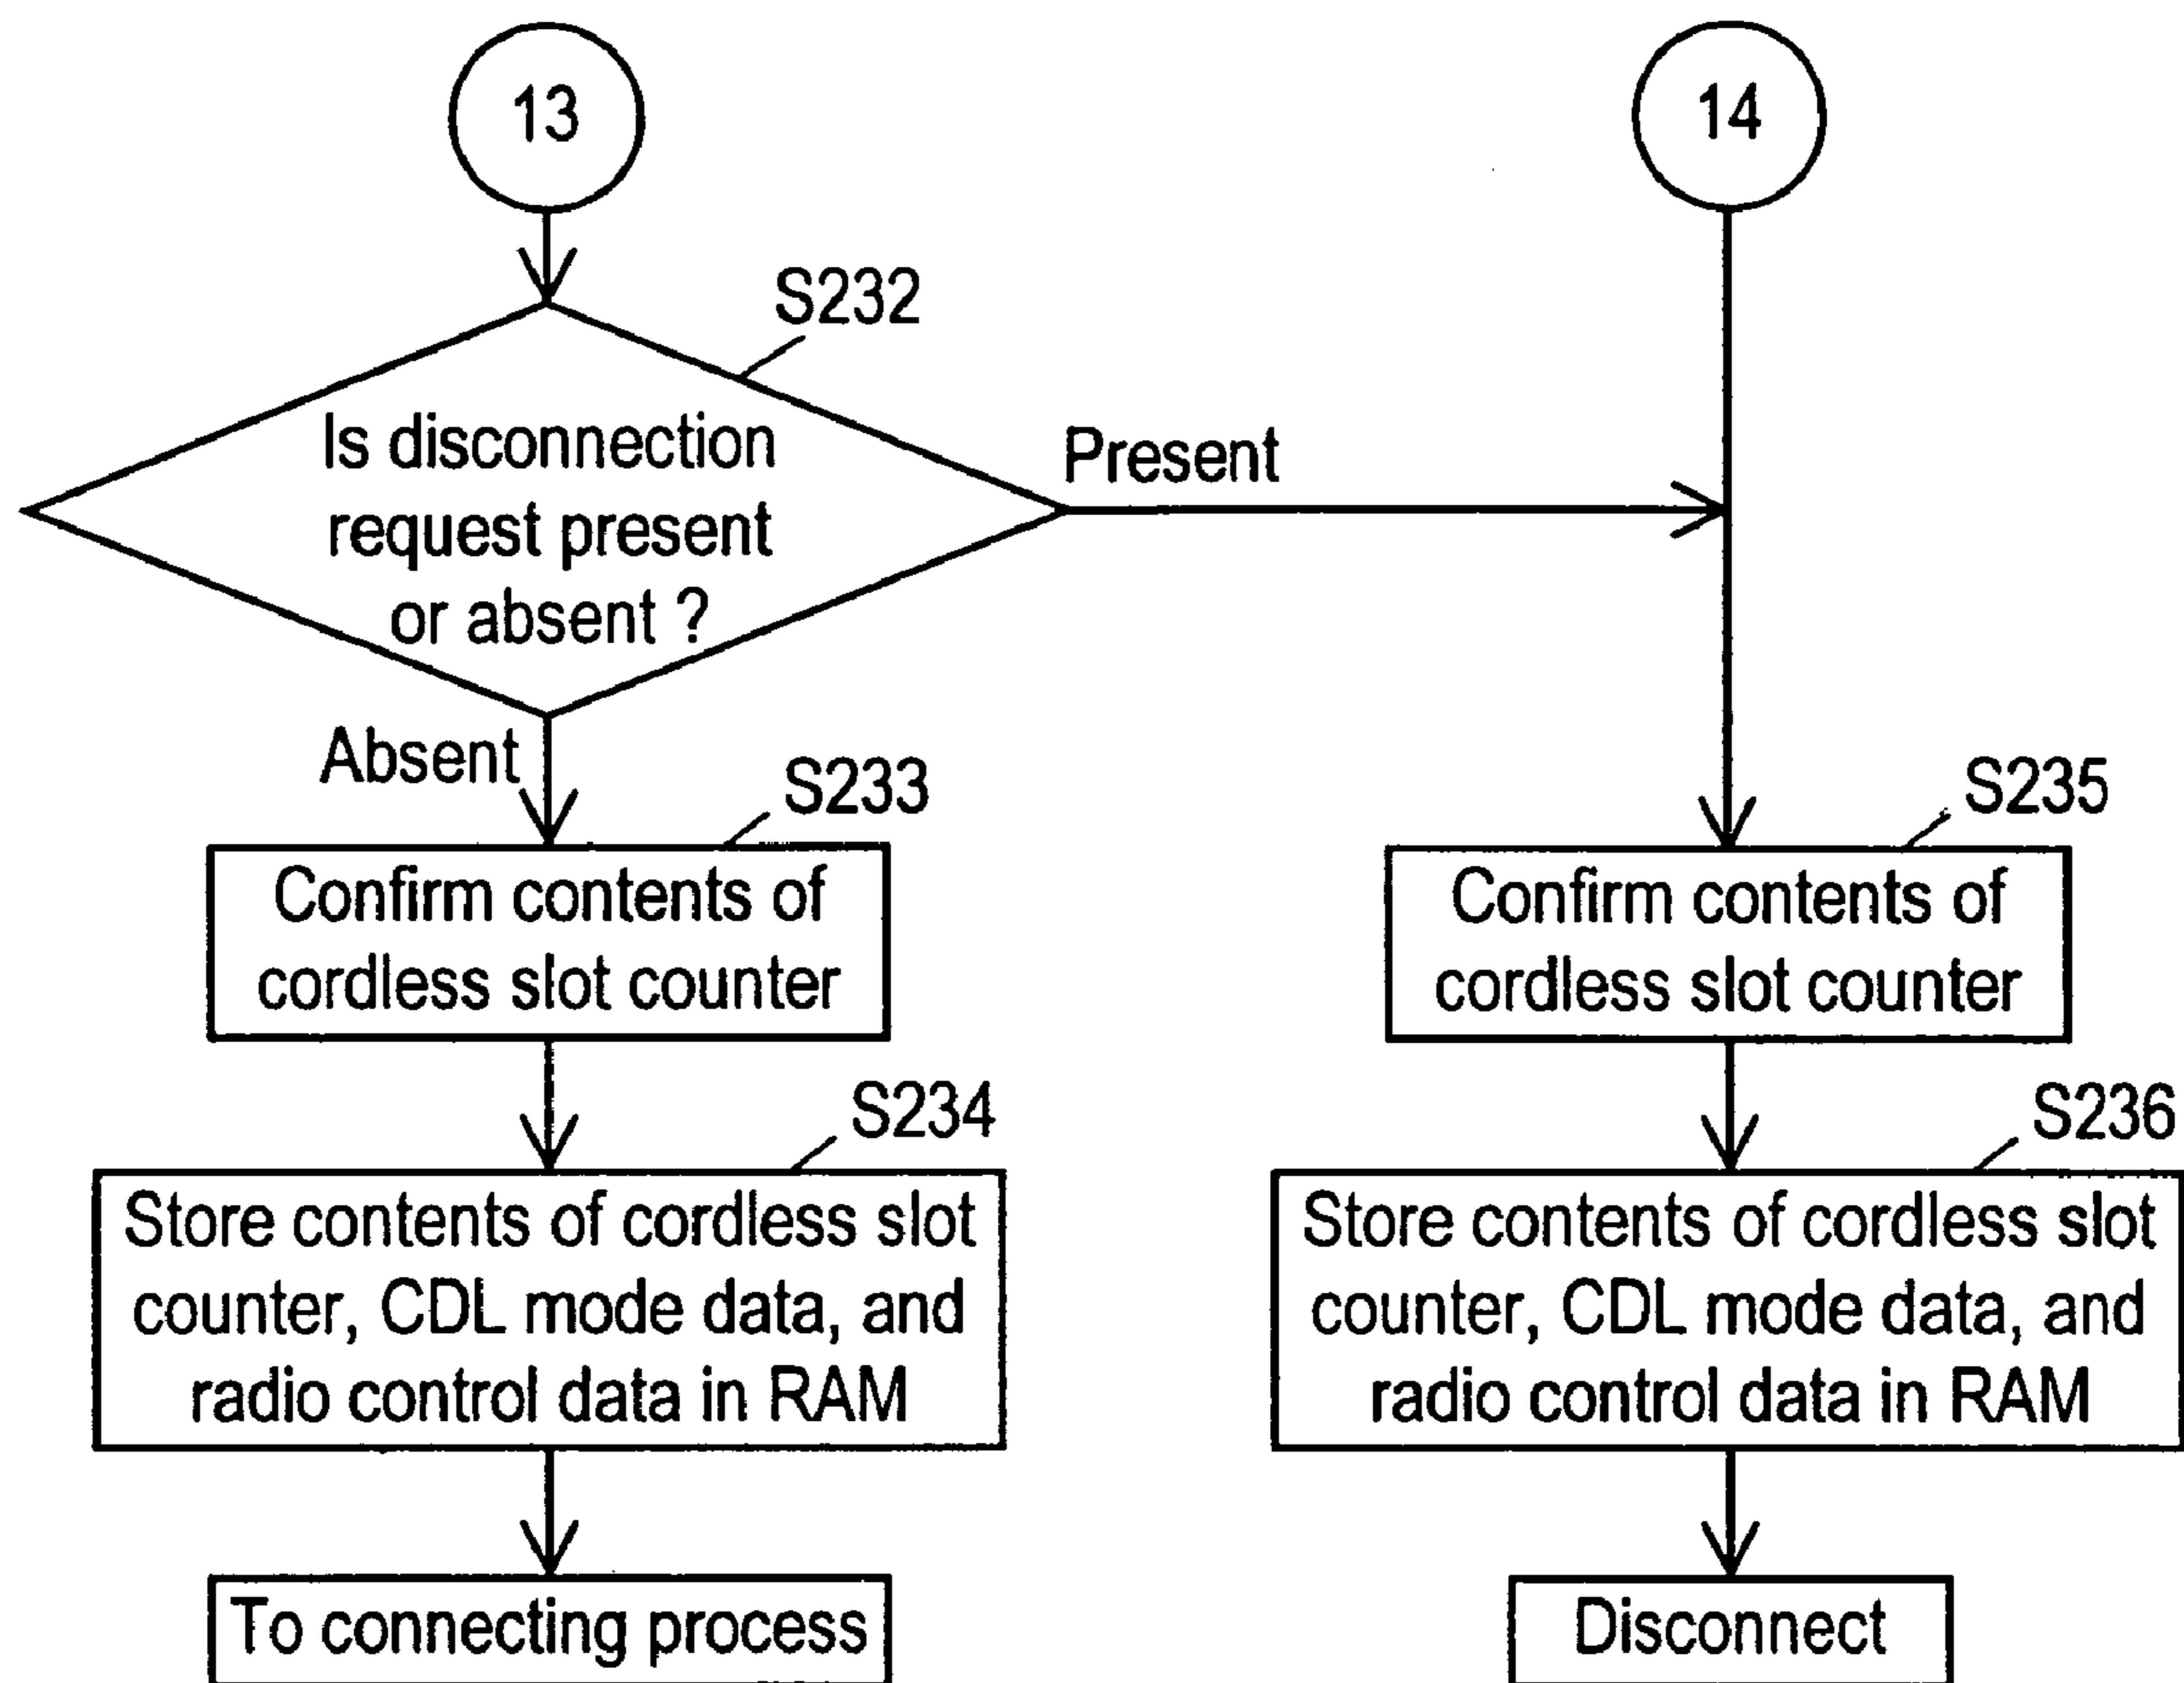 13
14
S232
Is disconnection
request present
or absent ?
Present
Absent
S233
Confirm contents of
cordless slot counter
S235
Confirm contents of
cordless slot counter
S234
Store contents of cordless slot
counter, CDL mode data, and
radio control data in RAM
S236
Store contents of cordless slot
counter, CDL mode data, and
radio control data in RAM
To connecting process
Disconnect